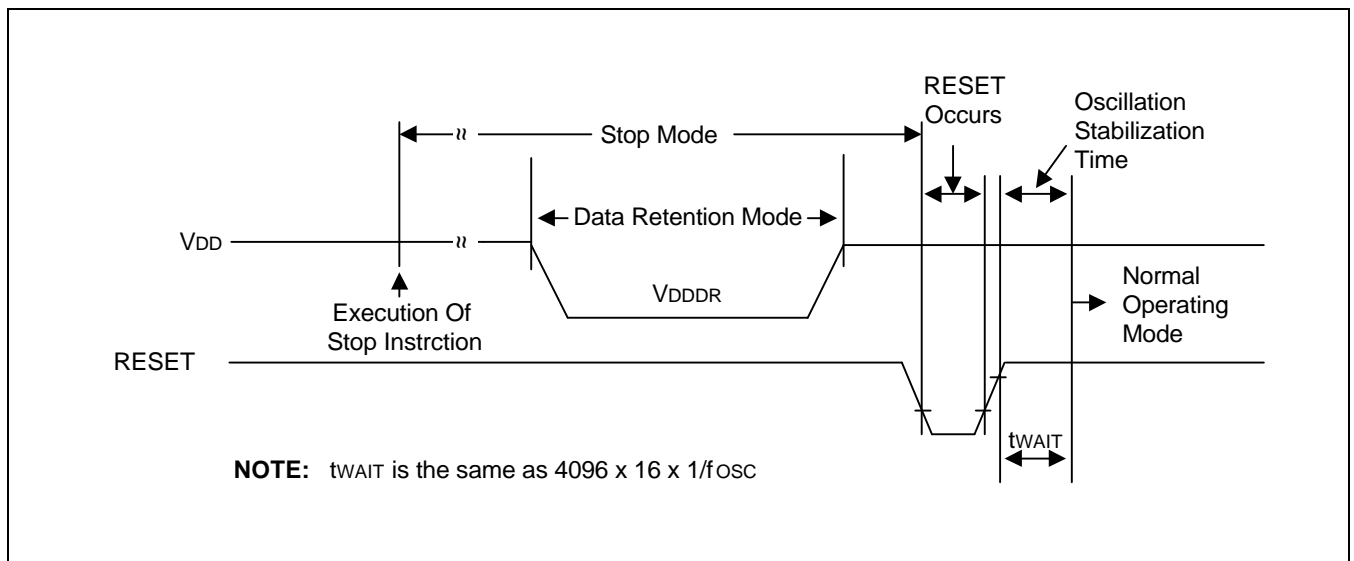 RESET
Occurs
Oscillation
Stabilization
Time
Stop Mode
Data Retention Mode
VDD
VDDDR
Execution Of
Stop Instrction
Normal
Operating
Mode
RESET
tWAIT
NOTE: tWAIT is the same as 4096 x 16 x 1/fOSC